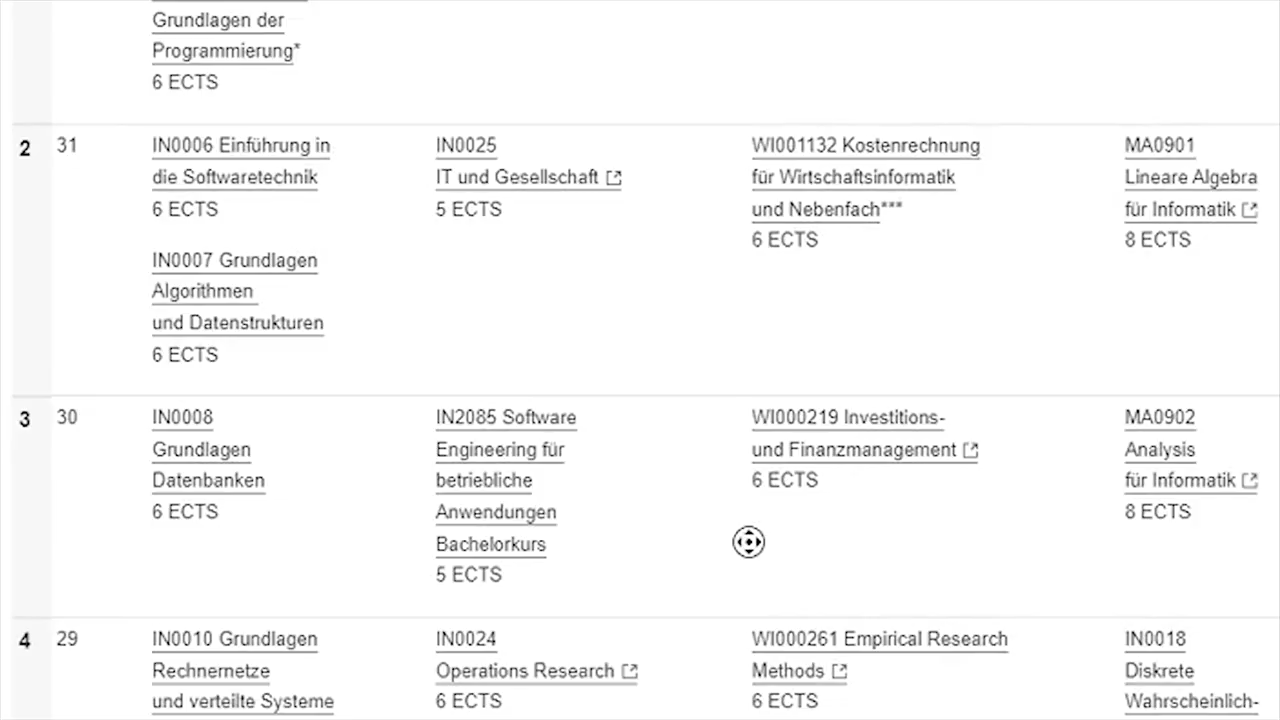 Grundlagen der
Programmierung*
6 ECTS
2
31
IN0006 Einführung in
die Softwaretechnik
6 ECTS
IN0007 Grundlagen
Algorithmen
und Datenstrukturen
6 ECTS
IN0025
IT und Gesellschaft
5 ECTS
WI001132 Kostenrechnung
für Wirtschaftsinformatik
und Nebenfach***
6 ECTS
MA0901
Lineare Algebra
für Informatik
8 ECTS
3
30
IN0008
Grundlagen
Datenbanken
6 ECTS
IN2085 Software
Engineering für
betriebliche
Anwendungen
Bachelorkurs
5 ECTS
WI000219 Investitions-
und Finanzmanagement
6 ECTS
MA0902
Analysis
für Informatik
8 ECTS
4
29
IN0010 Grundlagen
Rechnernetze
und verteilte Systeme
IN0024
Operations Research
6 ECTS
WI000261 Empirical Research
Methods
6 ECTS
IN0018
Diskrete
Wahrscheinlich-